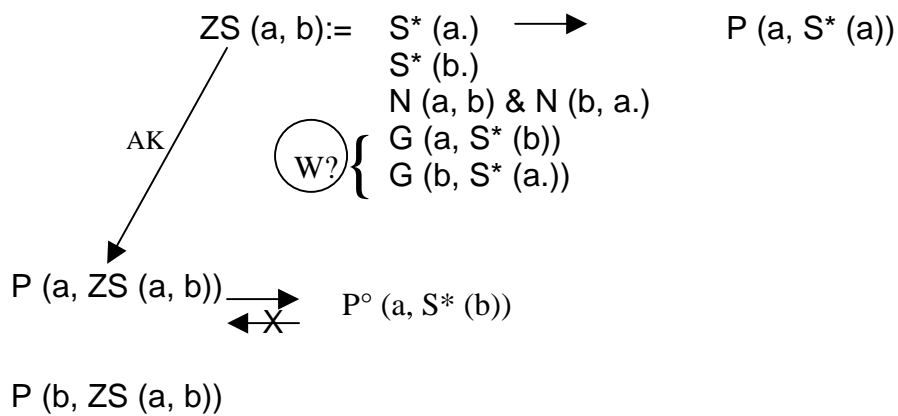 ZS (a, b):= S* (a.) P (a, S* (a))
S* (b.)
N (a, b) & N (b, a.)
G (a, S* (b))
AK
W? {
G (b, S* (a.))
P (a, ZS (a, b))
X
P° (a, S* (b))
P (b, ZS (a, b))